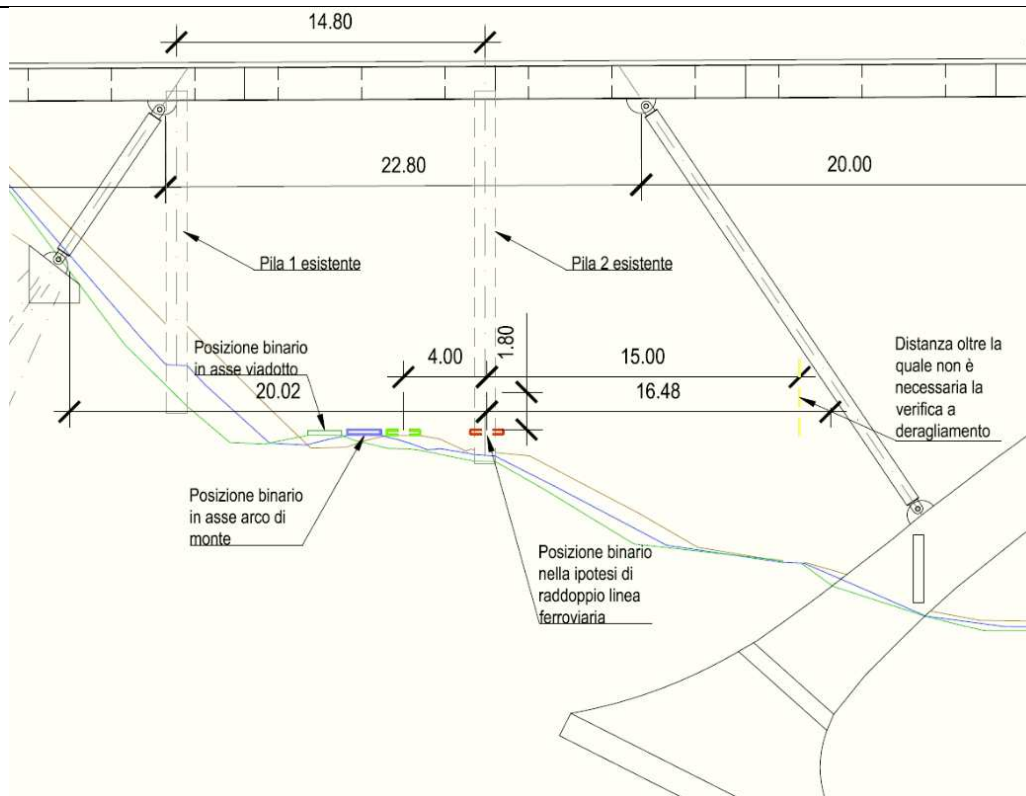 14.80
22.80
20.00
Pila 1 esistente
Pila 2 esistente
Posizione binario
in asse viadotto
4.00
1.80
15.00
20.02
16.48
Distanza oltre la
quale non è
necessaria la
verifica a
deragliamento
Posizione binario
in asse arco di
monte
Posizione binario
nella ipotesi di
raddoppio linea
ferroviaria